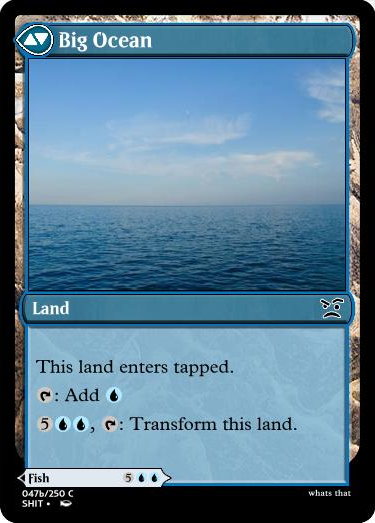 Big Ocean
Land
This land enters tapped.
: Add
5, : Transform this land.
Fish 5
047b/250 C
SHIT •
whats that